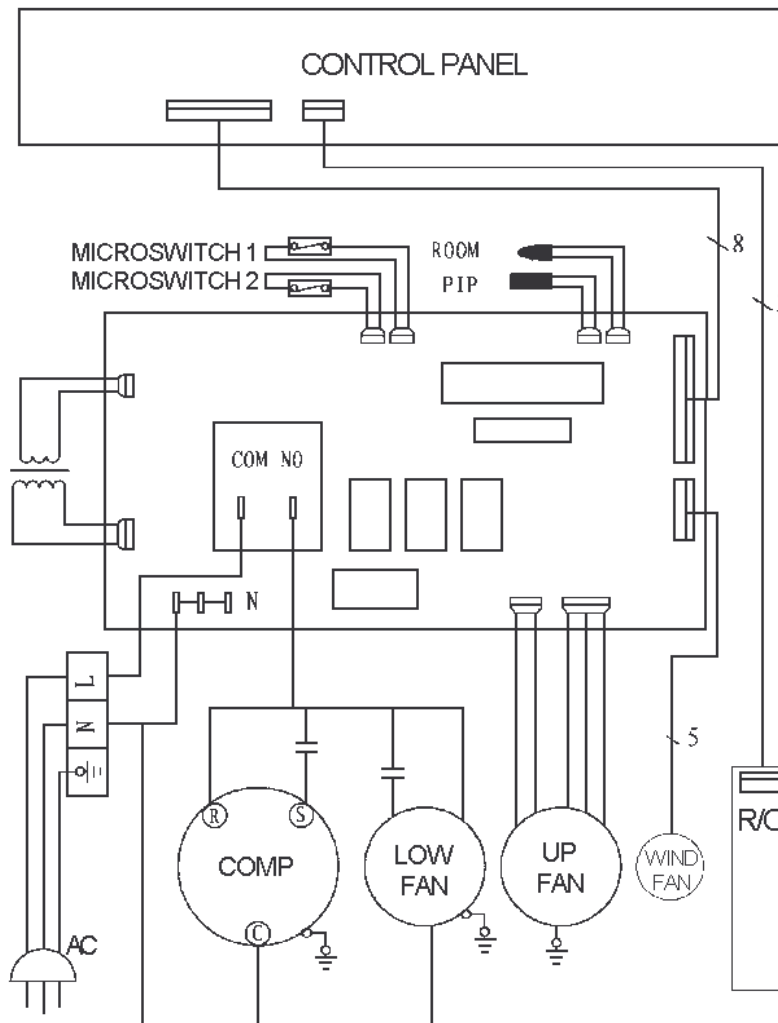 CONTROL PANEL
8
MICROSWITCH 1
MICROSWITCH 2
ROOM
PIP
COM NO
N
L
N
5
R
S
COMP
C
LOW
FAN
UP
FAN
WIND
FAN
R/C
AC